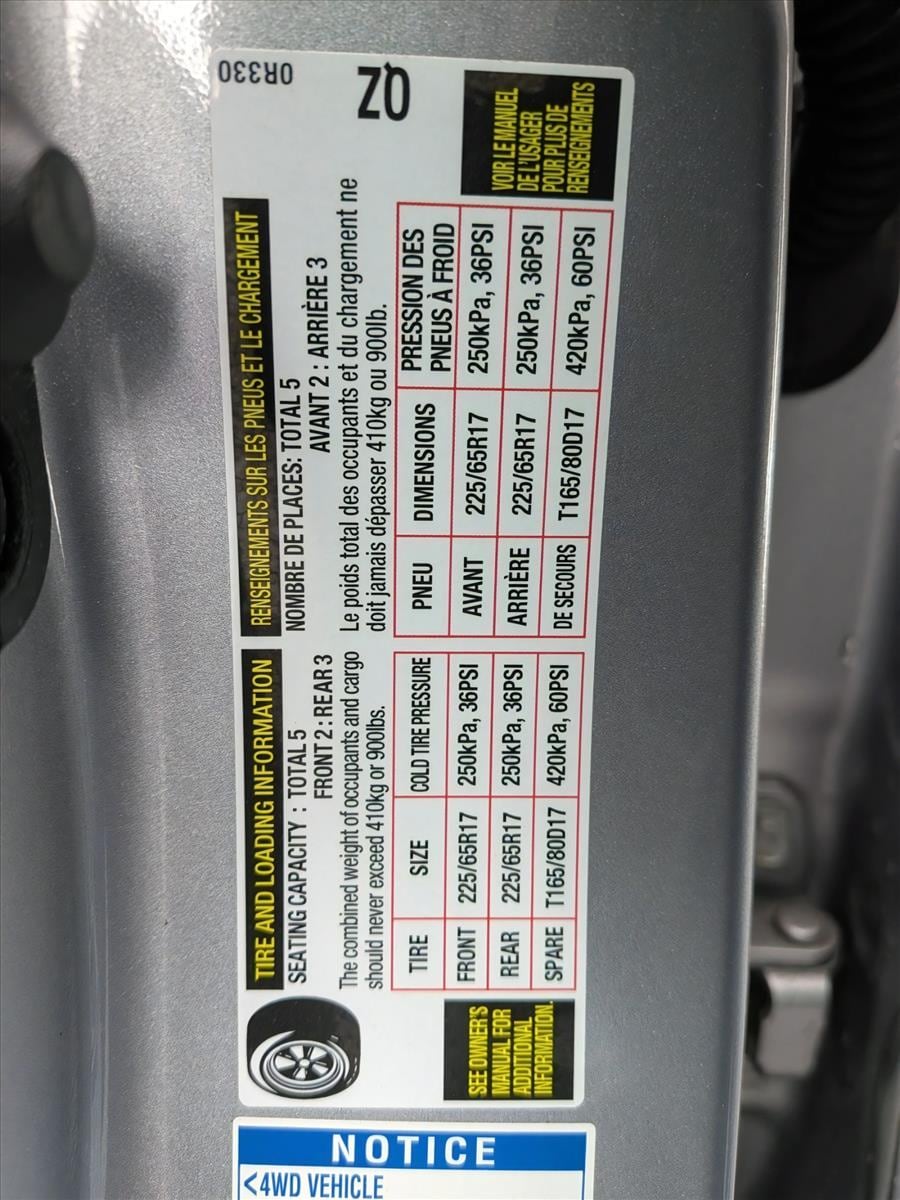 TIRE AND LOADING INFORMATION
SEATING CAPACITY : TOTAL 5
FRONT 2 : REAR 3
The combined weight of occupants and cargo
should never exceed 410kg or 900lbs.
TIRE SIZE COLD TIRE PRESSURE
FRONT 225/65R17 250kPa, 36PSI
REAR 225/65R17 250kPa, 36PSI
SPARE T165/80D17 420kPa, 60PSI
SEE OWNER'S
MANUAL FOR
ADDITIONAL
INFORMATION.
RENSEIGNEMENTS SUR LES PNEUS ET LE CHARGEMENT
NOMBRE DE PLACES: TOTAL 5
AVANT 2 : ARRIÈRE 3
Le poids total des occupants et du chargement ne
doit jamais dépasser 410kg ou 900lb.
PNEU DIMENSIONS PRESSION DES
PNEUS À FROID
AVANT 225/65R17 250kPa, 36PSI
ARRIÈRE 225/65R17 250kPa, 36PSI
DE SECOURS T165/80D17 420kPa, 60PSI
0R330
QZ
VOIR LE MANUEL
DE L'USAGER
POUR PLUS DE
RENSEIGNEMENTS
NOTICE
<4WD VEHICLE